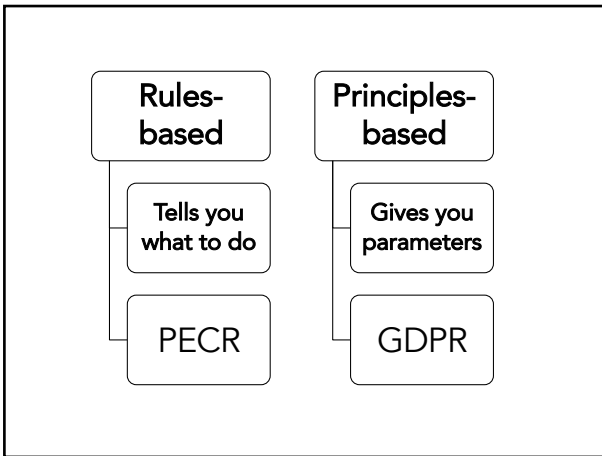 Rules-
based
Tells you
what to do
PECR
Principles-
based
Gives you
parameters
GDPR